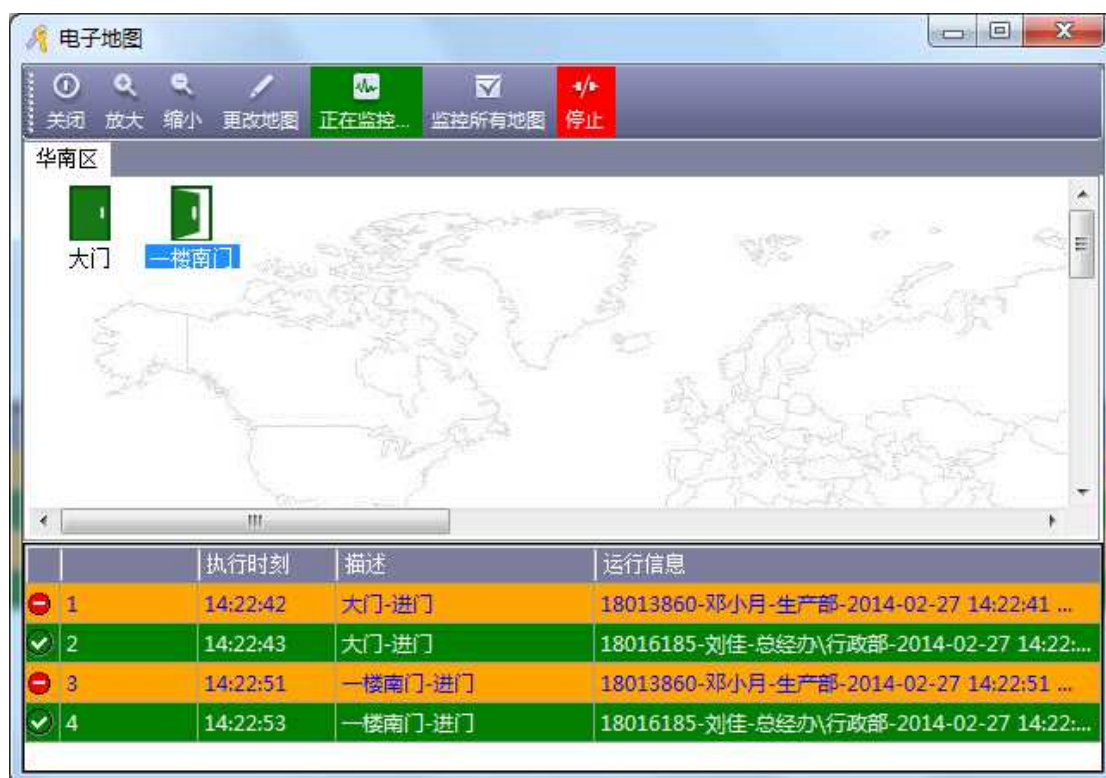 电子地图
关闭 放大 缩小 更改地图 正在监控... 监控所有地图 停止
华南区
大门 一楼南门
执行时刻 描述 运行信息
1 14:22:42 大门-进门 18013860-邓小月-生产部-2014-02-27 14:22:41 ...
2 14:22:43 大门-进门 18016185-刘佳-总经办\行政部-2014-02-27 14:22:...
3 14:22:51 一楼南门-进门 18013860-邓小月-生产部-2014-02-27 14:22:51 ...
4 14:22:53 一楼南门-进门 18016185-刘佳-总经办\行政部-2014-02-27 14:22:...